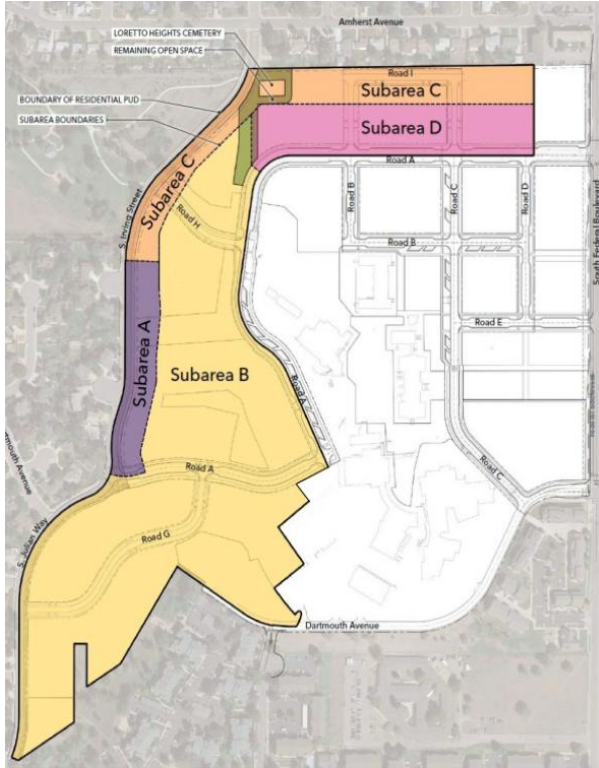 Amherst Avenue
LORETTO HEIGHTS CEMETERY
REMAINING OPEN SPACE
Road I
Subarea C
BOUNDARY OF RESIDENTIAL PUD
SUBAREA BOUNDARIES
Subarea D
Road A
Subarea C
S. Irving Street
Road H
Road B
Road C
Road D
South Federal Boulevard
Road B
Road E
Subarea A
Subarea B
Road A
Road A
Road C
S. Julian Way
Road G
Dartmouth Avenue